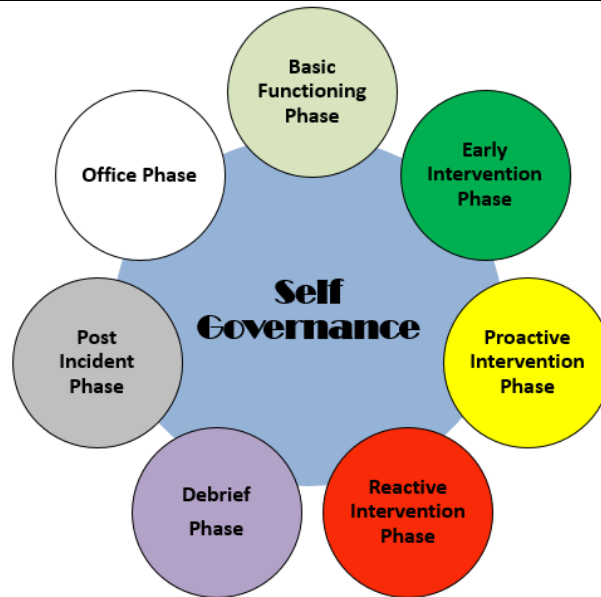 Basic
Functioning
Phase
Early
Intervention
Phase
Proactive
Intervention
Phase
Reactive
Intervention
Phase
Debrief
Phase
Post
Incident
Phase
Office Phase
Self
Governance